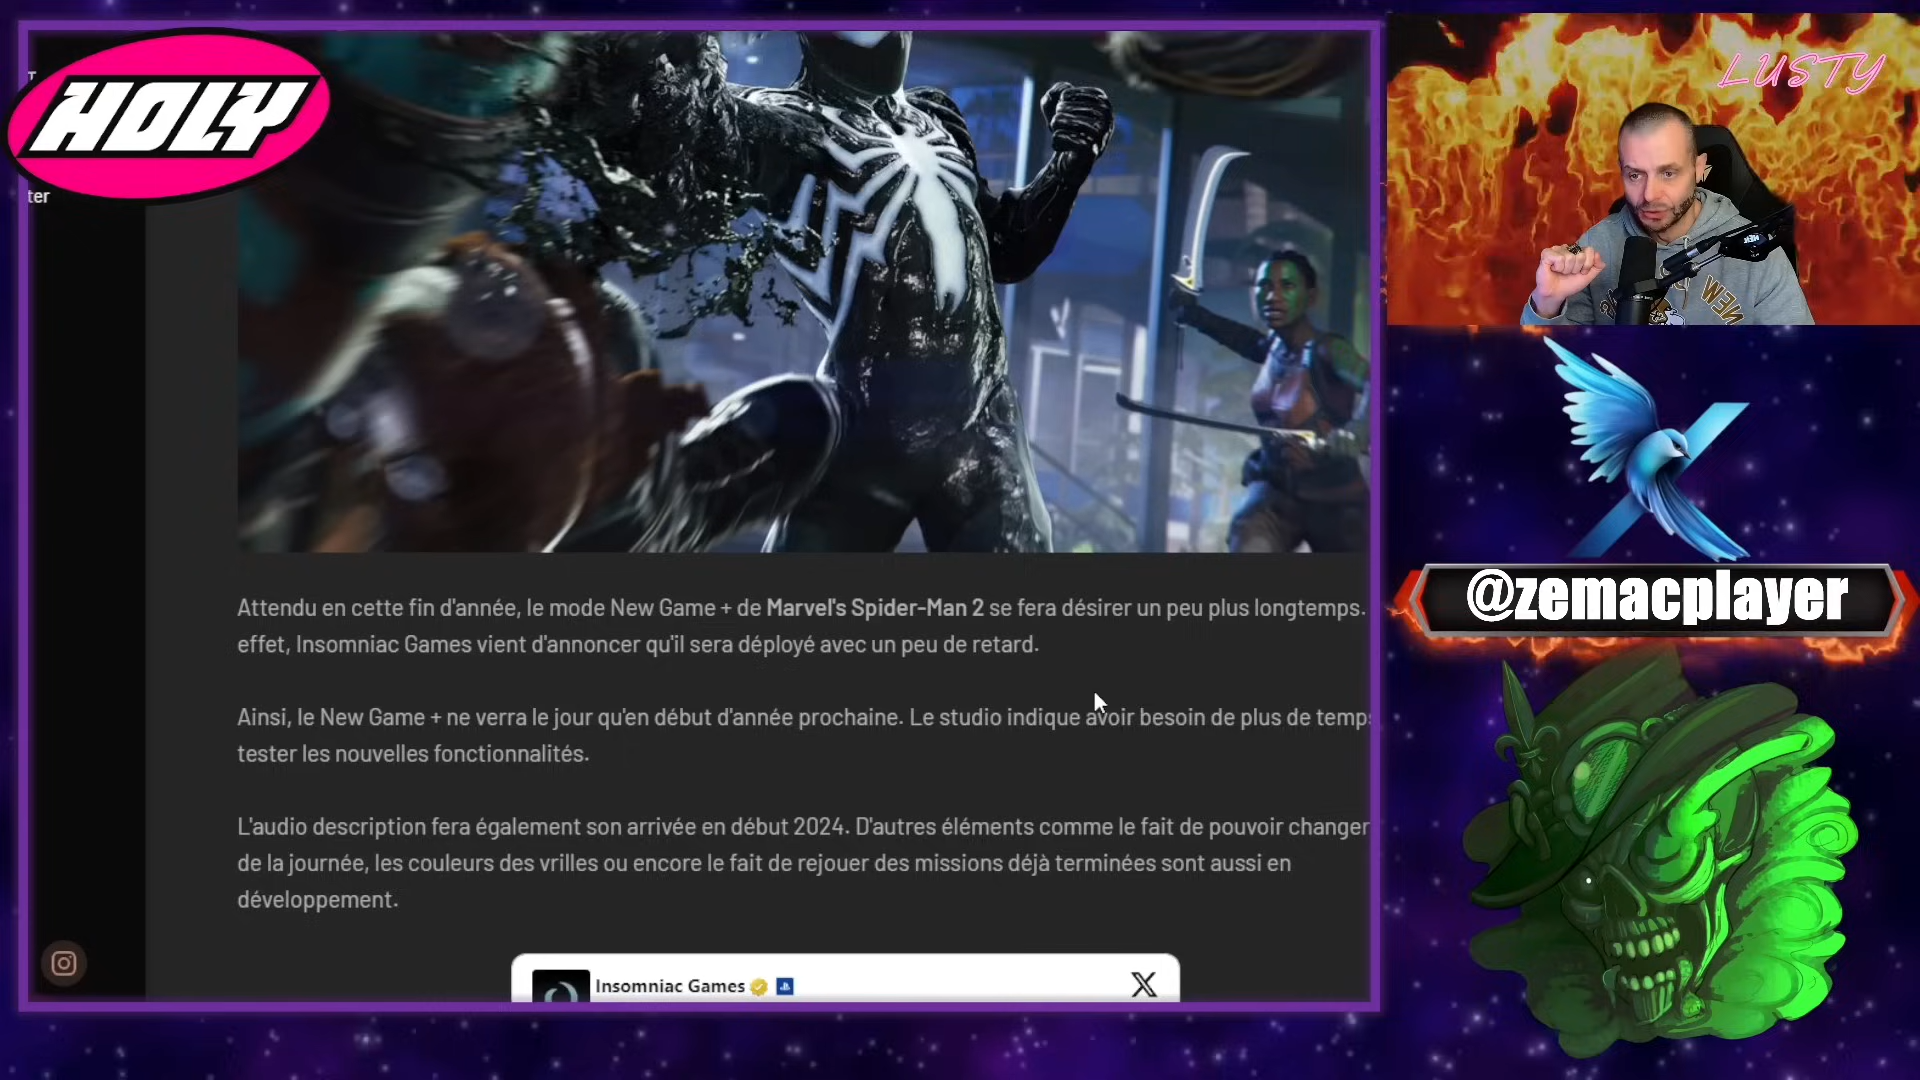 HOLY
ter
LUSTY
NEW
@zemacplayer
Attendu en cette fin d'année, le mode New Game + de Marvel's Spider-Man 2 se fera désirer un peu plus longtemps.
effet, Insomniac Games vient d'annoncer qu'il sera déployé avec un peu de retard.
Ainsi, le New Game + ne verra le jour qu'en début d'année prochaine. Le studio indique avoir besoin de plus de temps
tester les nouvelles fonctionnalités.
L'audio description fera également son arrivée en début 2024. D'autres éléments comme le fait de pouvoir changer
de la journée, les couleurs des vrilles ou encore le fait de rejouer des missions déjà terminées sont aussi en
développement.
Insomniac Games